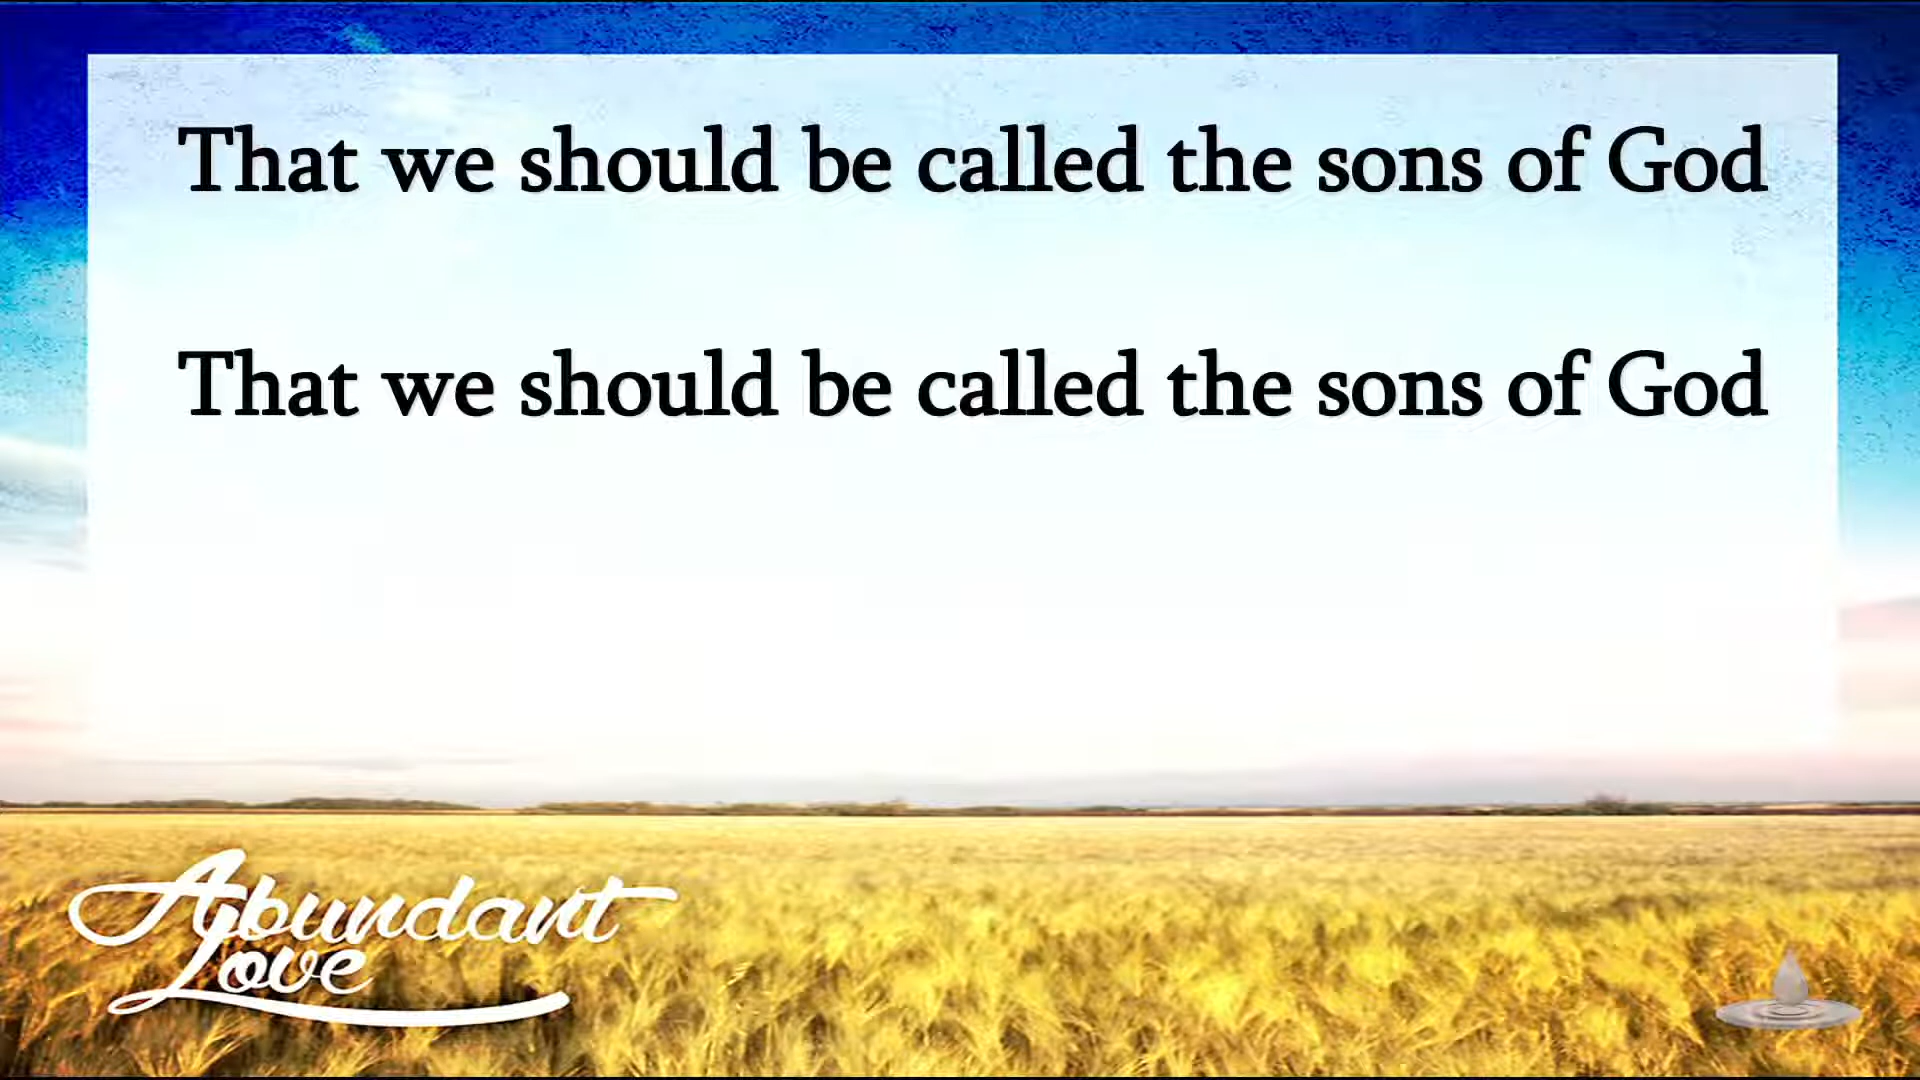 That we should be called the sons of God
That we should be called the sons of God
Abundant
Love